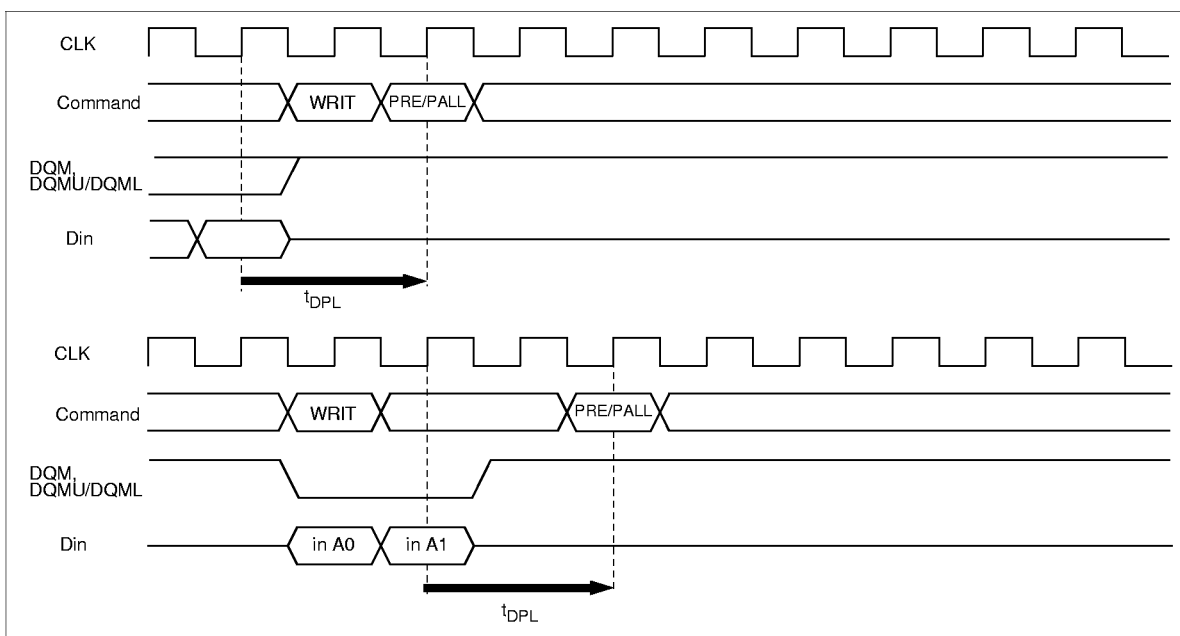 CLK
Command
WRIT
PRE/PALL
DQM,
DQMU/DQML
Din
tDPL
CLK
Command
WRIT
PRE/PALL
DQM,
DQMU/DQML
Din
in A0
in A1
tDPL